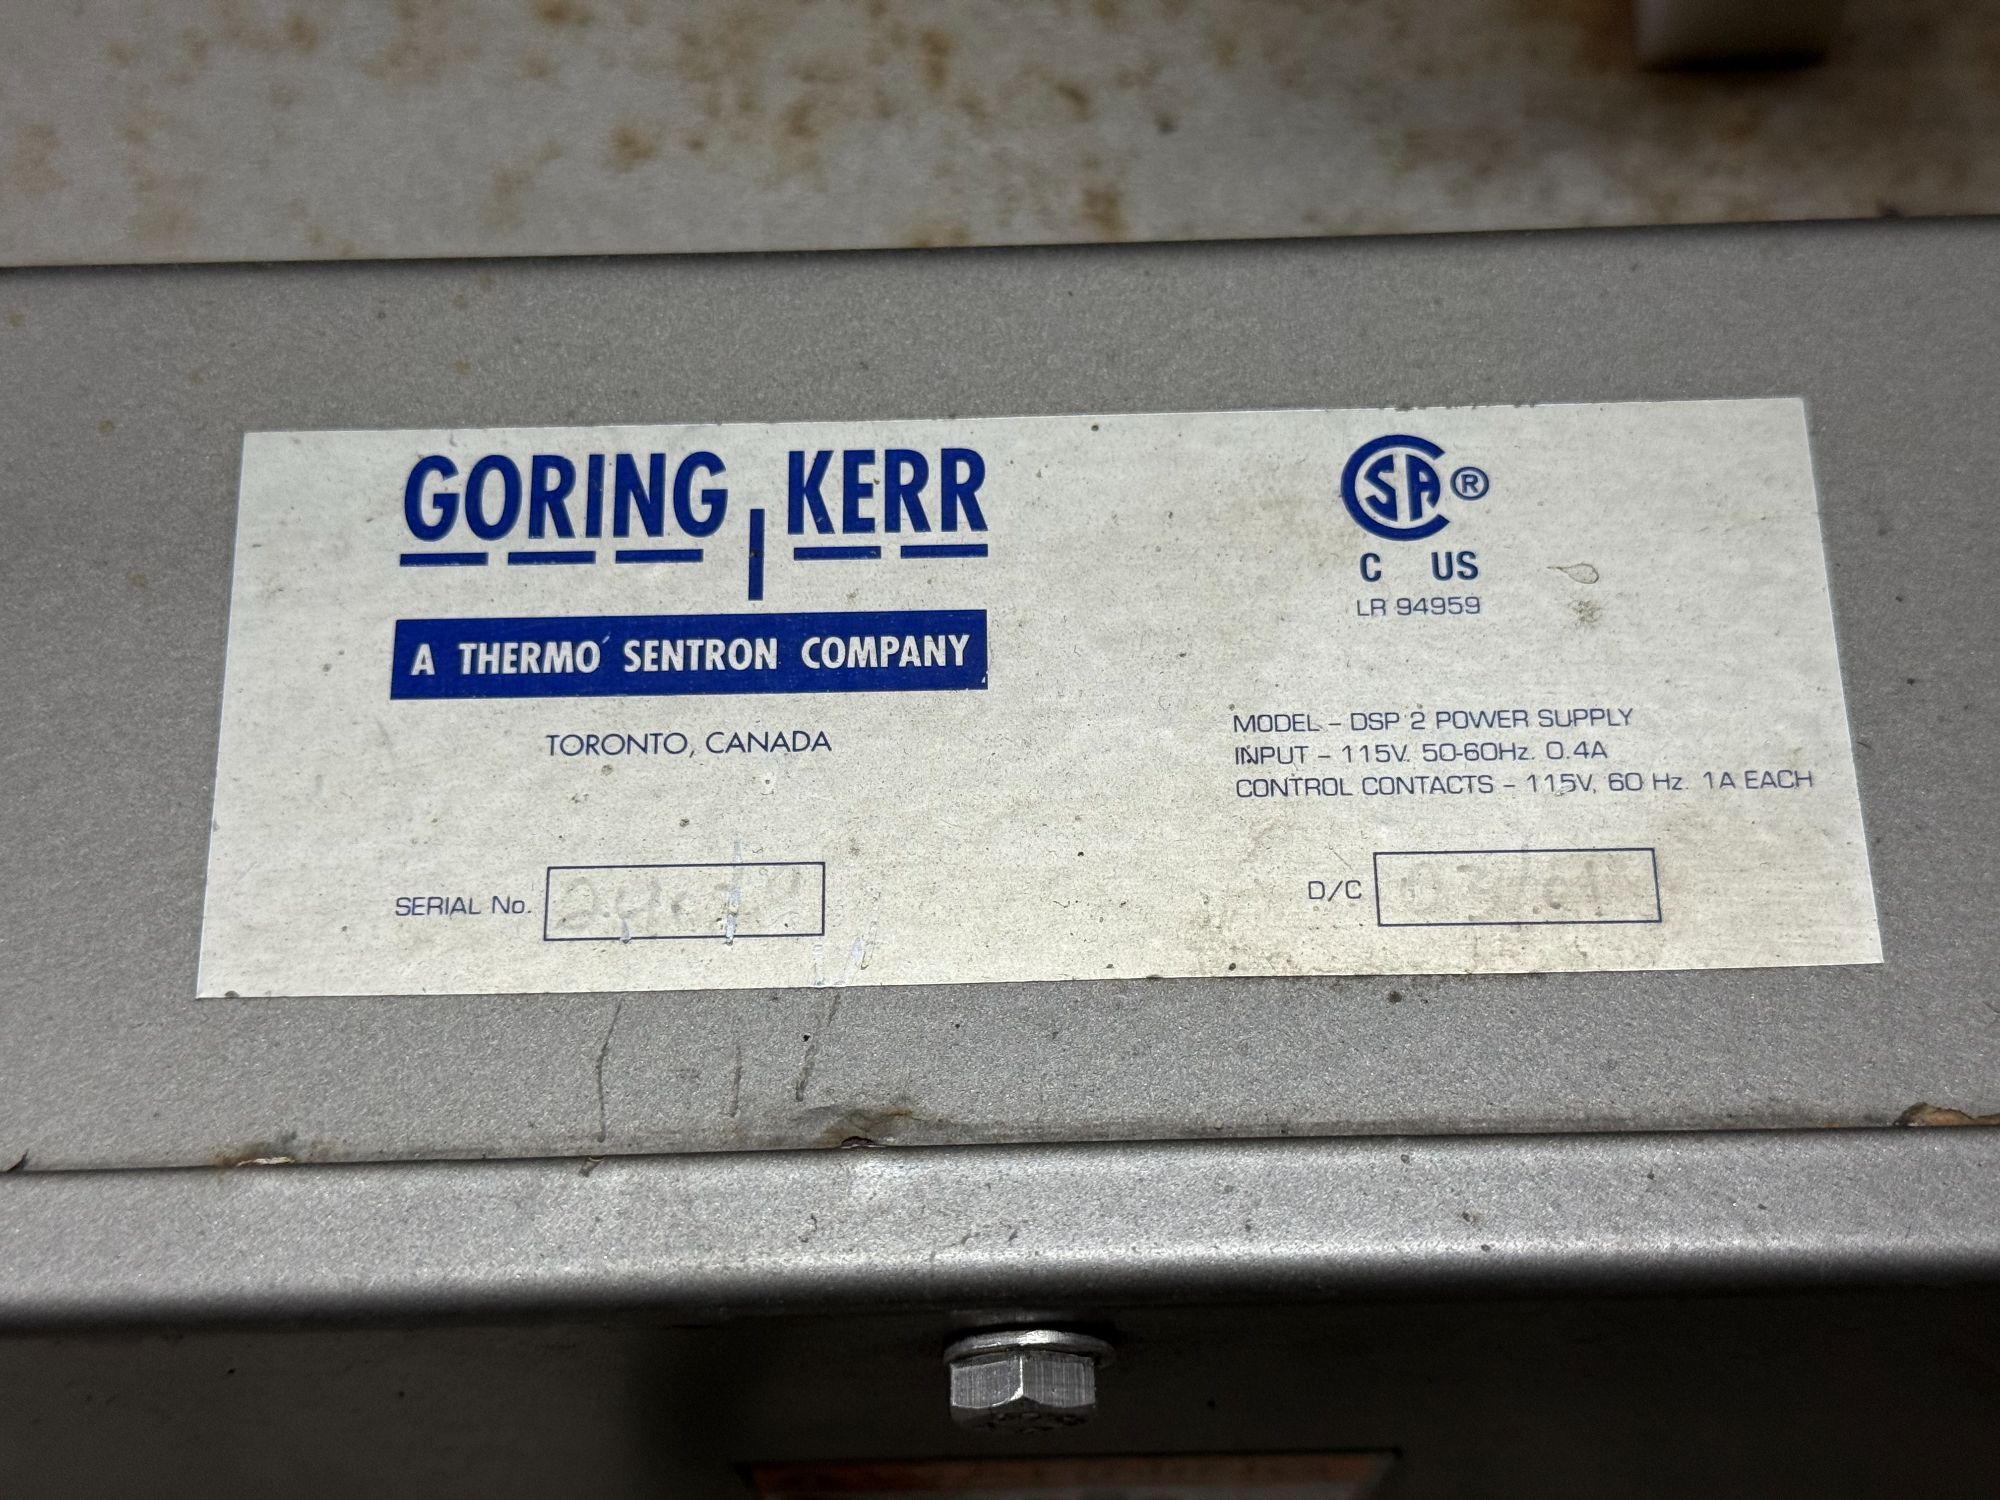 GORING KERR
A THERMO SENTRON COMPANY
TORONTO, CANADA
SERIAL No.
CSA®
C US
LR 94959
MODEL - DSP 2 POWER SUPPLY
INPUT - 115V. 50-60Hz. 0.4A
CONTROL CONTACTS - 115V, 60 Hz. 1A EACH
D/C